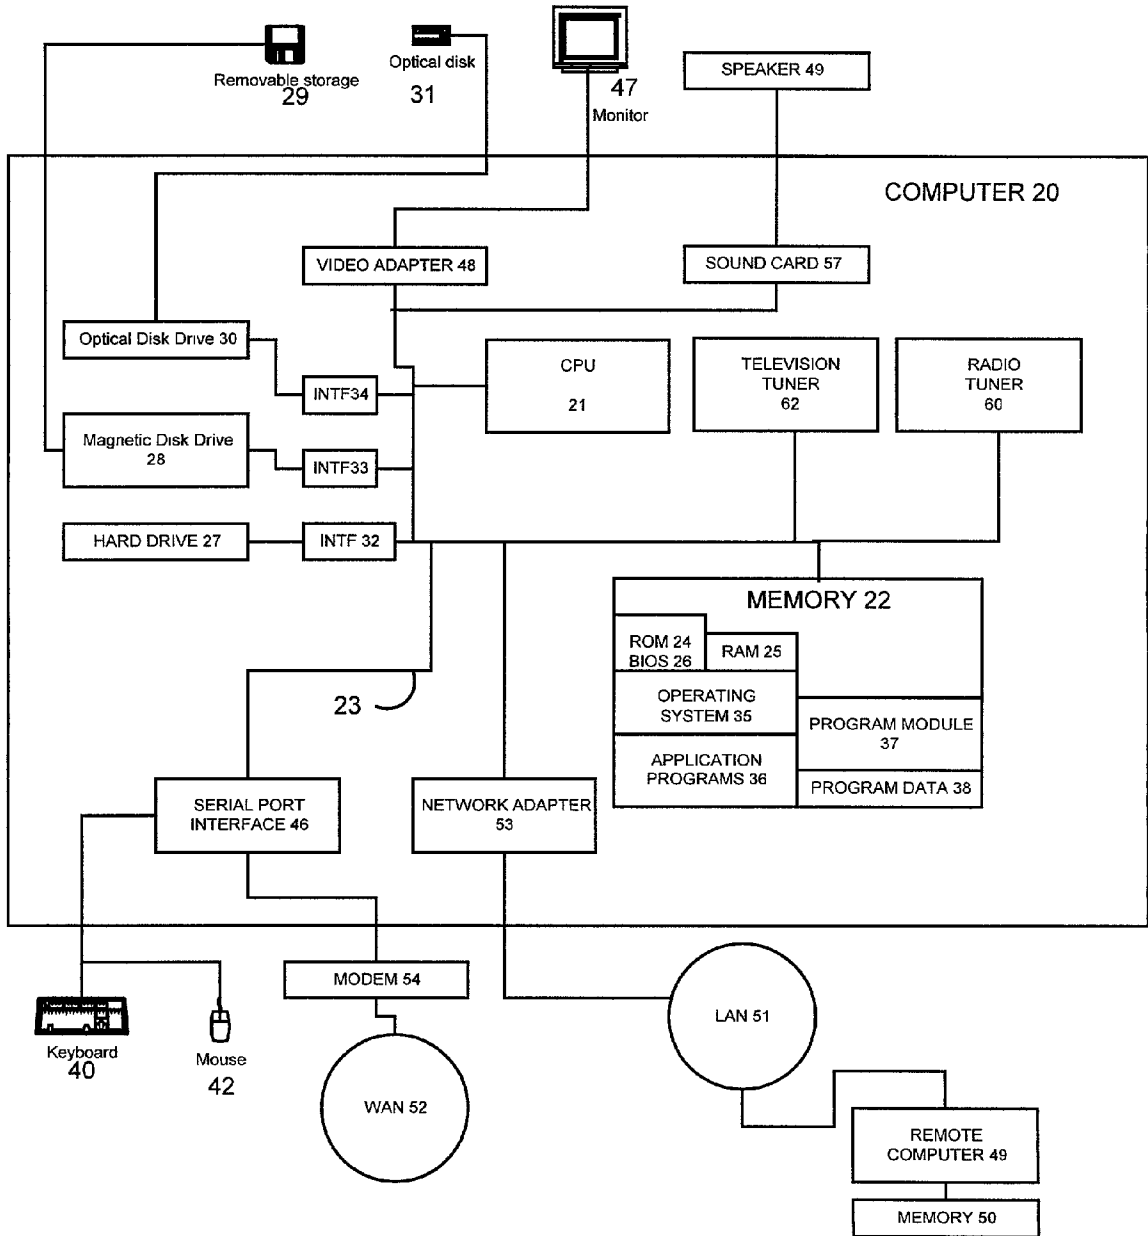 Removable storage
29
Optical disk
31
47
Monitor
SPEAKER 49
COMPUTER 20
VIDEO ADAPTER 48
SOUND CARD 57
Optical Disk Drive 30
INTF34
CPU
21
TELEVISION
TUNER
62
RADIO
TUNER
60
Magnetic Disk Drive
28
INTF33
HARD DRIVE 27
INTF 32
MEMORY 22
ROM 24
BIOS 26
RAM 25
OPERATING
SYSTEM 35
PROGRAM MODULE
37
APPLICATION
PROGRAMS 36
PROGRAM DATA 38
23
SERIAL PORT
INTERFACE 46
NETWORK ADAPTER
53
MODEM 54
LAN 51
Keyboard
40
Mouse
42
WAN 52
REMOTE
COMPUTER 49
MEMORY 50